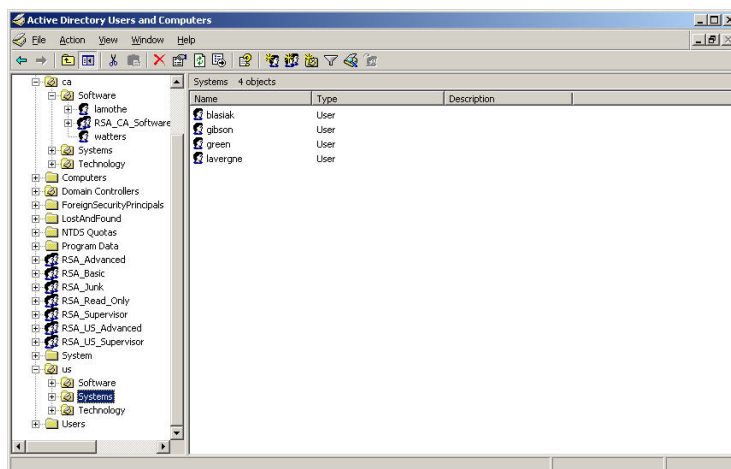 Active Directory Users and Computers
File Action View Window Help
ca
Software
lamothe
RSA_CA_Software
watters
Systems
Technology
Computers
Domain Controllers
ForeignSecurityPrincipals
LostAndFound
NTDS Quotas
Program Data
RSA_Advanced
RSA_Basic
RSA_Junk
RSA_Read_Only
RSA_Supervisor
RSA_US_Advanced
RSA_US_Supervisor
System
us
Software
Systems
Technology
Users
Systems 4 objects
Name Type Description
blasiak User
gibson User
green User
lavergne User